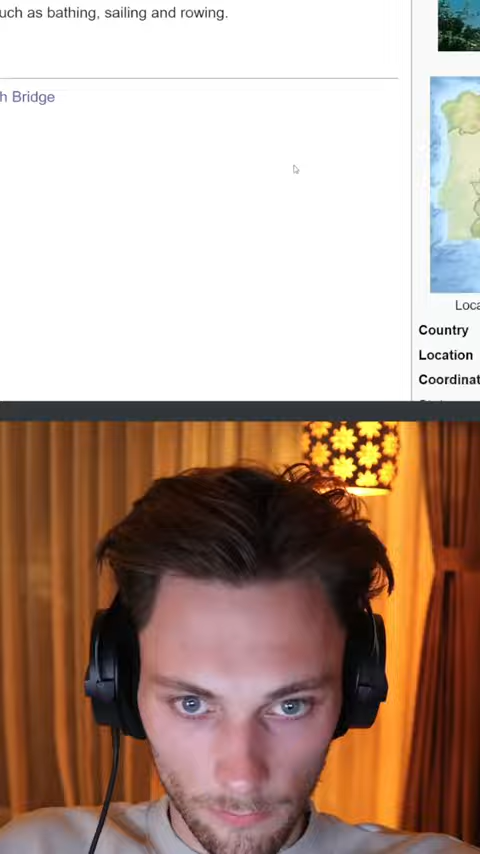 uch as bathing, sailing and rowing.
h Bridge
Loca
Country
Location
Coordinat